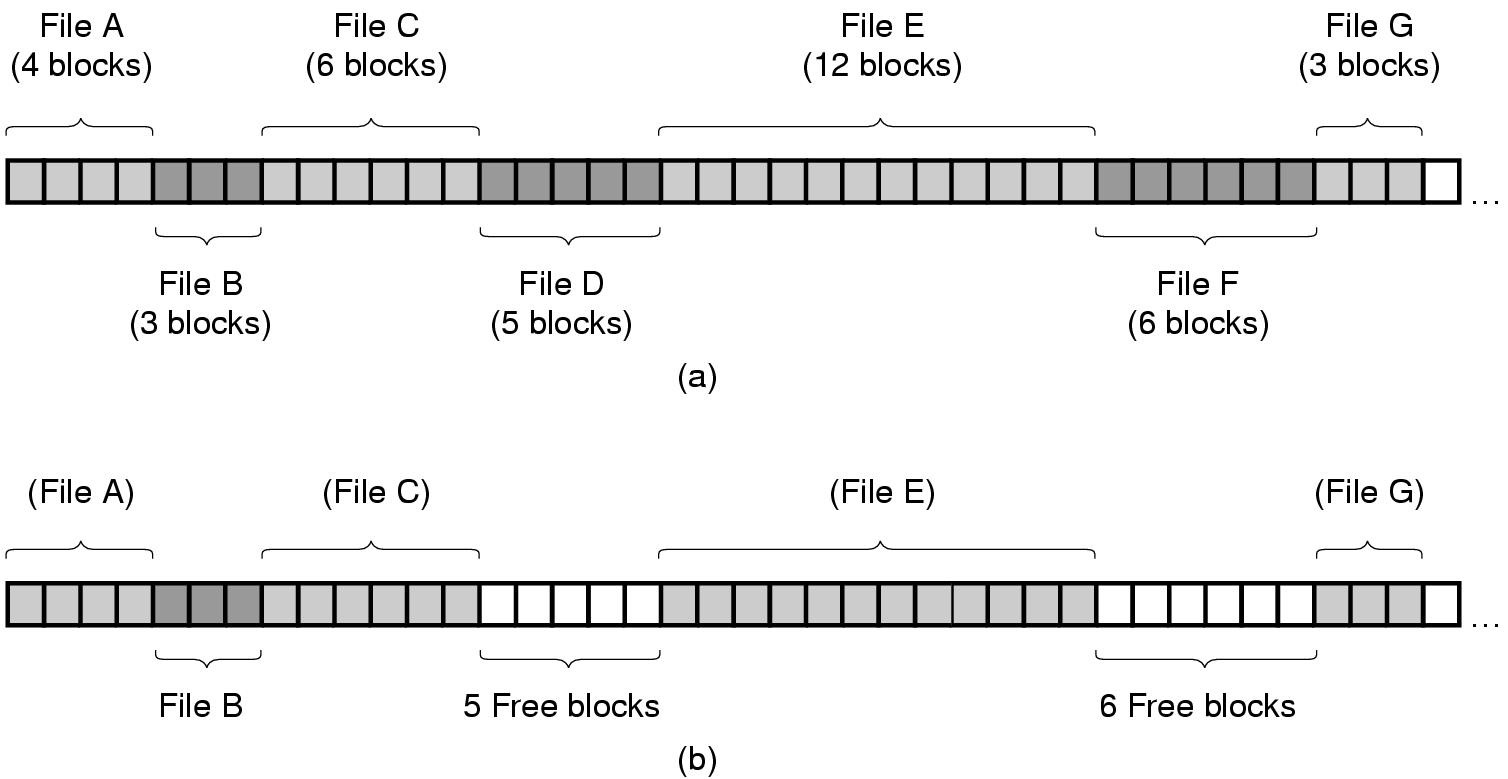 File A
(4 blocks)
File C
(6 blocks)
File E
(12 blocks)
File G
(3 blocks)
...
File B
(3 blocks)
File D
(5 blocks)
File F
(6 blocks)
(a)
(File A)
(File C)
(File E)
(File G)
...
File B
5 Free blocks
6 Free blocks
(b)